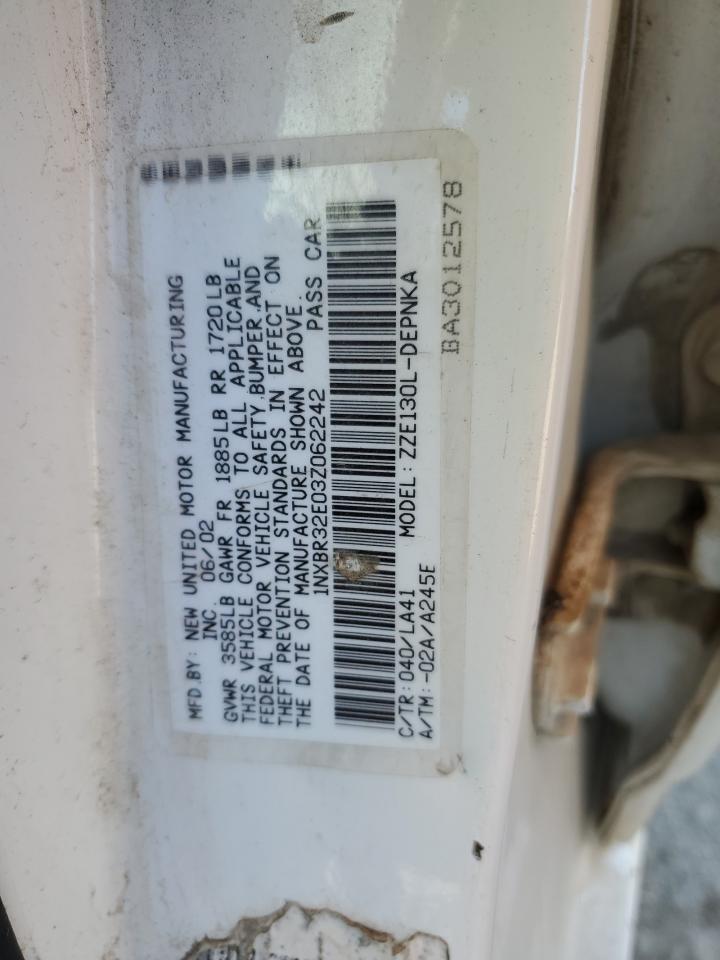 MFD.BY: NEW UNITED MOTOR MANUFACTURING
INC. 06/02
GVWR 3585LB GAWR FR 1885LB RR 1720LB
THIS VEHICLE CONFORMS TO ALL APPLICABLE
FEDERAL MOTOR VEHICLE SAFETY,BUMPER,AND
THEFT PREVENTION STANDARDS IN EFFECT ON
THE DATE OF MANUFACTURE SHOWN ABOVE.
1NXBR32E03Z062242 PASS CAR
C/TR:040/LA41 MODEL:ZZE130L-DEPNKA
A/TM:-02A/A245E
BA3012578